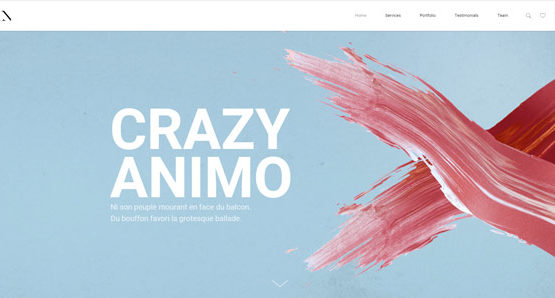 N
Home Services Portfolio Testimonials Team
CRAZY
ANIMO
Ni son peuple mourant en face du balcon.
Du bouffon favori la grotesque ballade.